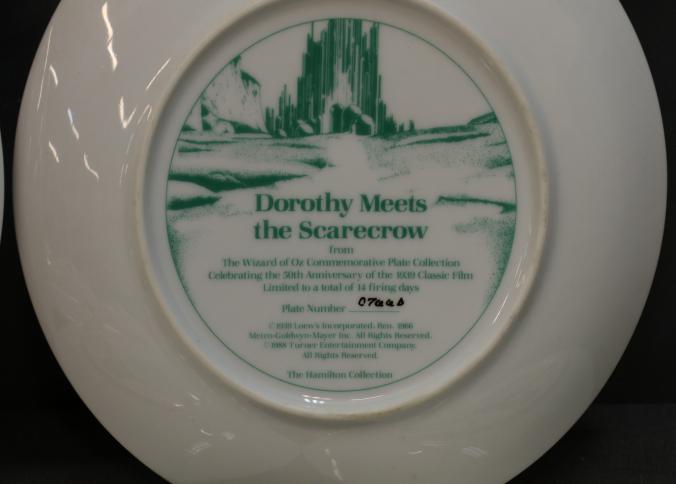 Dorothy Meets
the Scarecrow
from
The Wizard of Oz Commemorative Plate Collection
Celebrating the 50th Anniversary of the 1939 Classic Film
Limited to a total of 14 firing days
Plate Number
©1939 Loew's Incorporated. Ren. 1966
Metro-Goldwyn-Mayer Inc. All Rights Reserved.
©1988 Turner Entertainment Company.
All Rights Reserved.
The Hamilton Collection